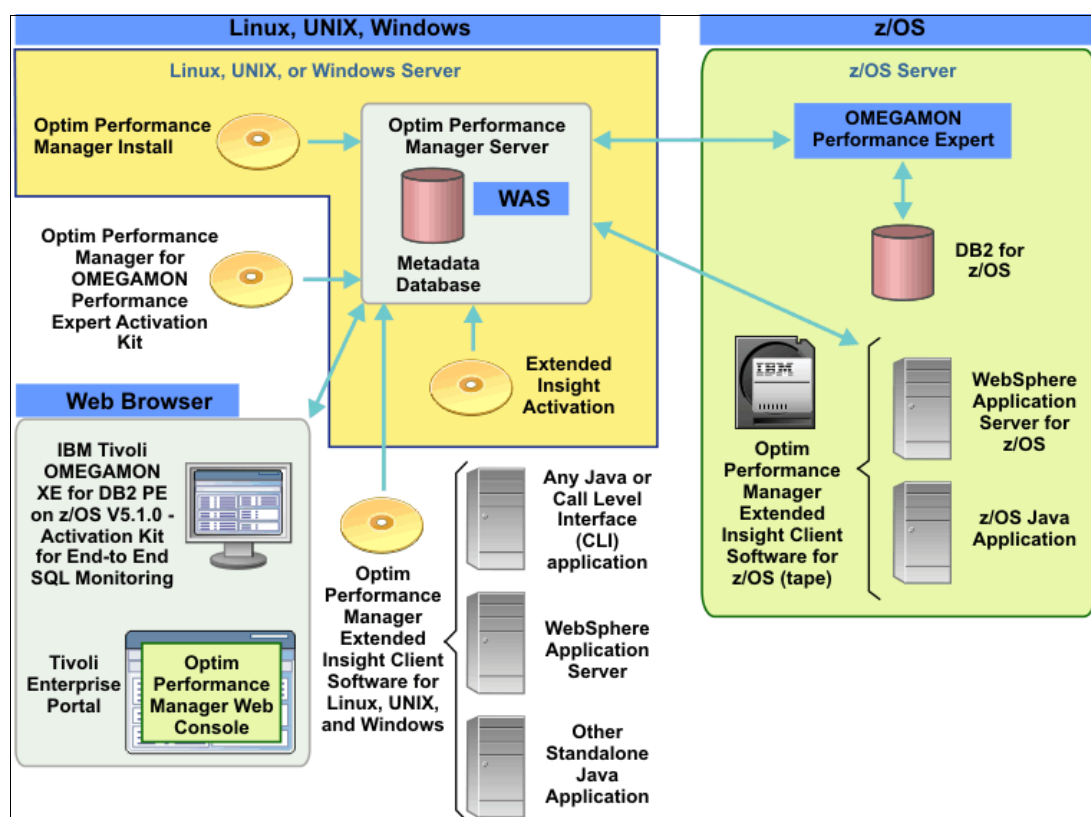 Linux, UNIX, Windows
Linux, UNIX, or Windows Server
Optim Performance
Manager Install
Optim Performance
Manager Server
WAS
Metadata
Database
Optim Performance
Manager for
OMEGAMON
Performance
Expert Activation
Kit
Extended
Insight
Activation
Web Browser
IBM Tivoli
OMEGAMON
XE for DB2 PE
on z/OS V5.1.0 -
Activation Kit
for End-to End
SQL Monitoring
Tivoli
Enterprise
Portal
Optim
Performance
Manager Web
Console
Optim
Performance
Manager
Extended
Insight Client
Software for
Linux, UNIX,
and Windows
Any Java or
Call Level
Interface
(CLI)
application
WebSphere
Application
Server
Other
Standalone
Java
Application
z/OS
z/OS Server
OMEGAMON
Performance Expert
DB2 for
z/OS
IBM
Optim
Performance
Manager
Extended
Insight Client
Software for
z/OS (tape)
WebSphere
Application
Server for
z/OS
z/OS Java
Application